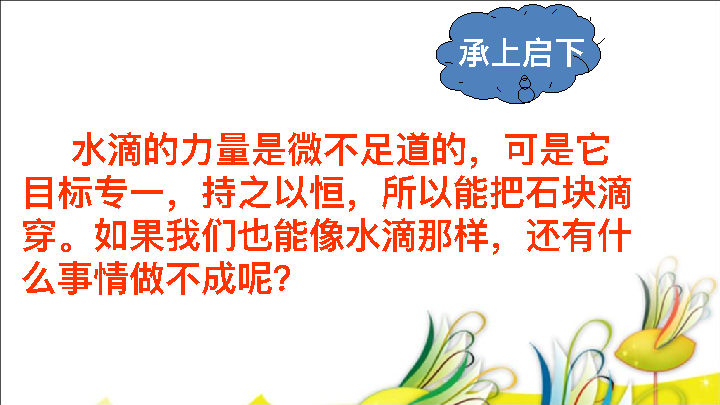 承上启下
水滴的力量是微不足道的，可是它
目标专一，持之以恒，所以能把石块滴
穿。如果我们也能像水滴那样，还有什
么事情做不成呢？